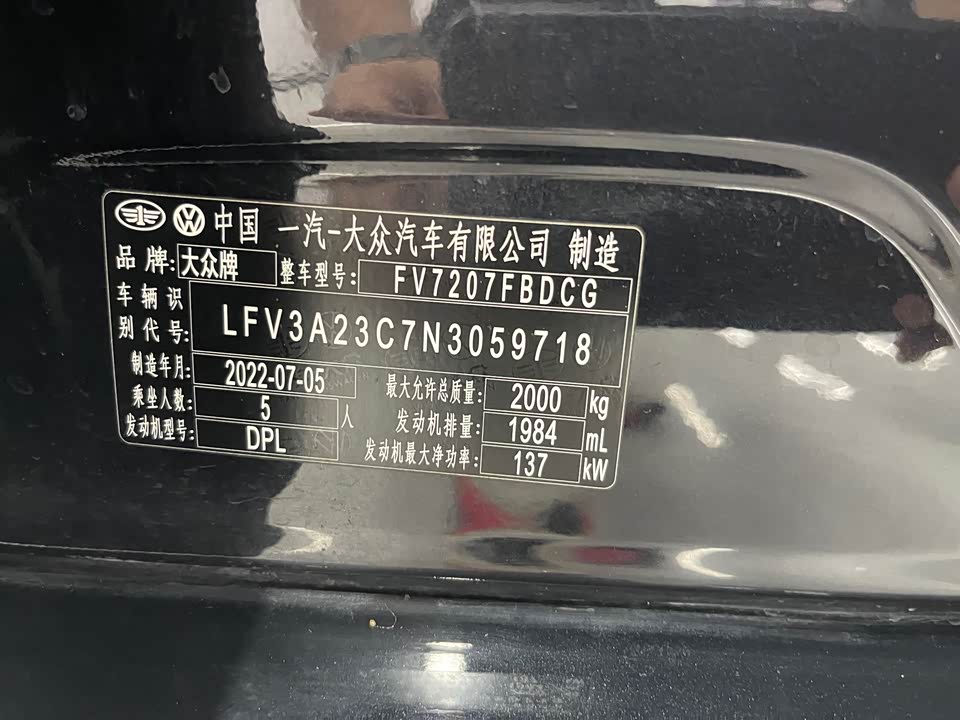 中国 一汽-大众汽车有限公司 制造
品 牌: 大众牌 整车型号: FV7207FBDCG
车 辆 识
别 代 号: LFV3A23C7N3059718
制造年月: 2022-07-05 最大允许总质量: 2000 kg
乘坐人数: 5 人 发动机排量: 1984 mL
发动机型号: DPL 发动机最大净功率: 137 kW